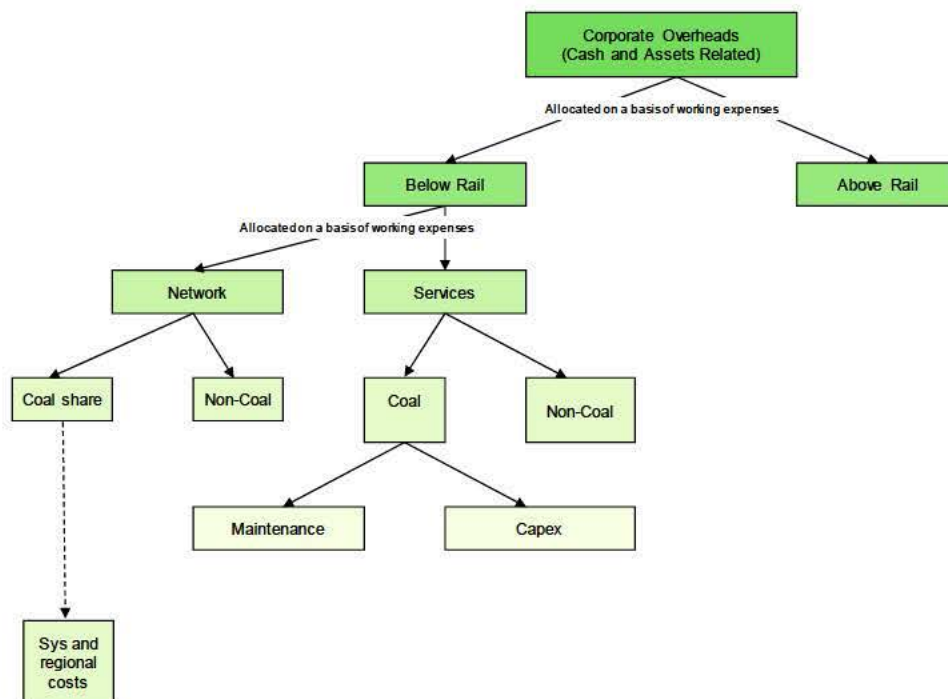 Corporate Overheads
(Cash and Assets Related)
Allocated on a basis of working expenses
Below Rail
Above Rail
Allocated on a basis of working expenses
Network
Services
Coal share
Non-Coal
Coal
Non-Coal
Maintenance
Capex
Sys and
regional
costs